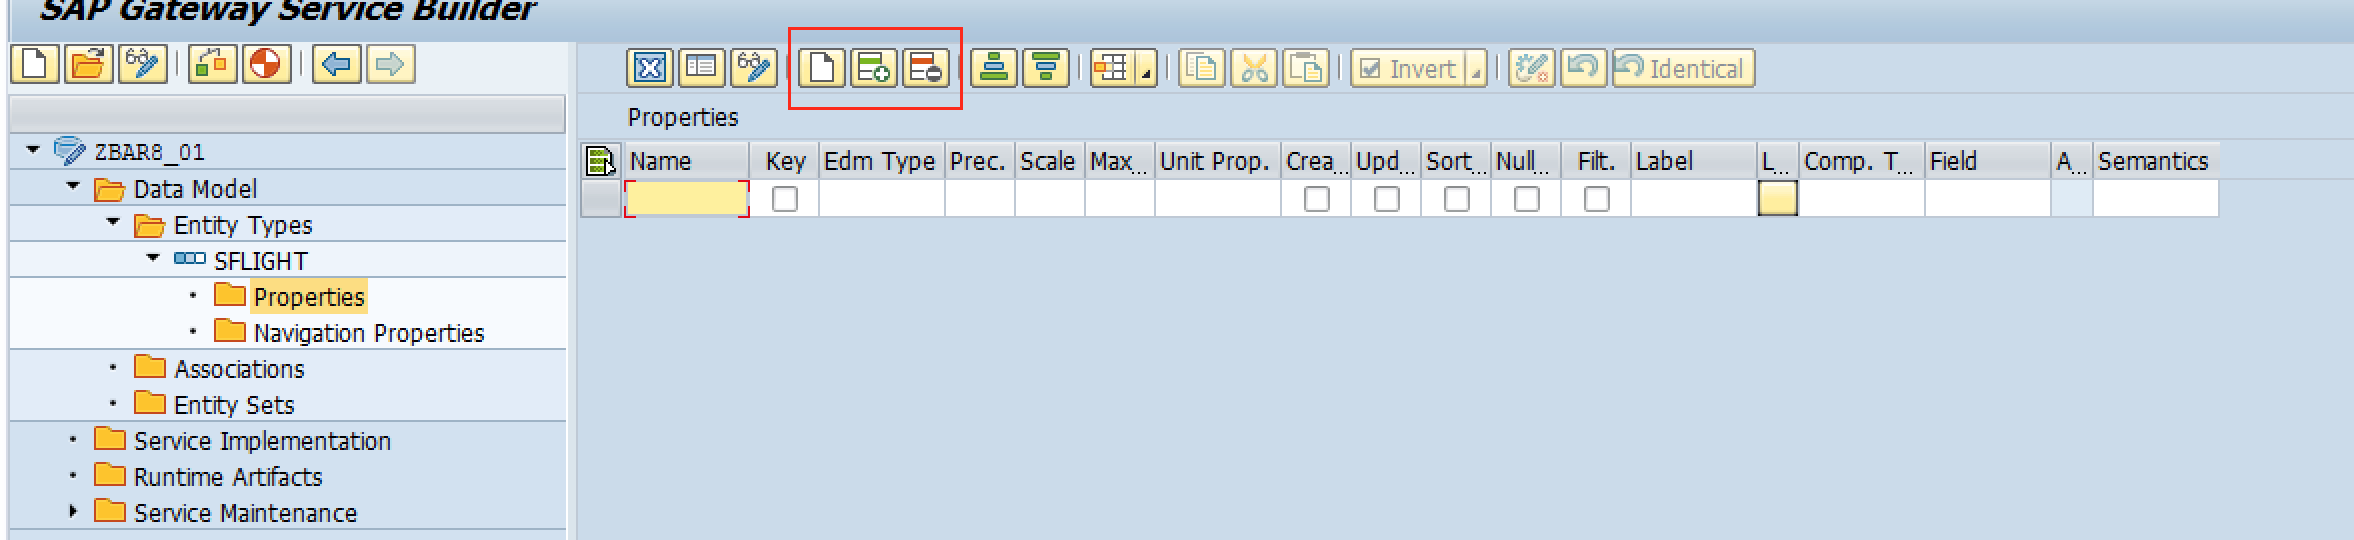 SAP Gateway Service Builder
Invert
Identical
Properties
ZBAR8_01
Data Model
Entity Types
SFLIGHT
Properties
Navigation Properties
Associations
Entity Sets
Service Implementation
Runtime Artifacts
Service Maintenance
Name Key Edm Type Prec. Scale Max... Unit Prop. Crea... Upd... Sort... Null... Filt. Label L... Comp. T... Field A... Semantics